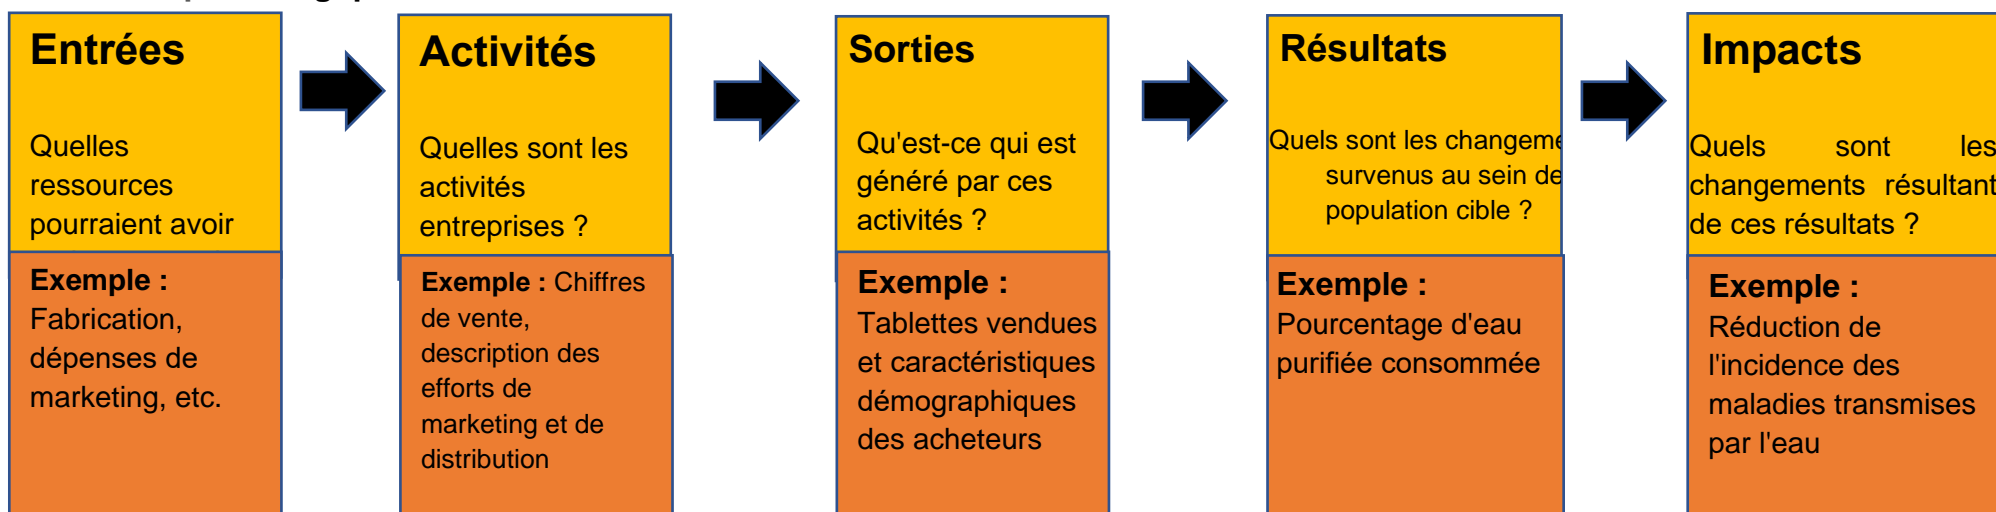 Entrées
Quelles
ressources
pourraient avoir
Exemple :
Fabrication,
dépenses de
marketing, etc.
Activités
Quelles sont les
activités
entreprises ?
Exemple : Chiffres
de vente,
description des
efforts de
marketing et de
distribution
Sorties
Qu'est-ce qui est
généré par ces
activités ?
Exemple :
Tablettes vendues
et caractéristiques
démographiques
des acheteurs
Résultats
Quels sont les changeme
survenus au sein de
population cible ?
Exemple :
Pourcentage d'eau
purifiée consommée
Impacts
Quels sont les
changements résultant
de ces résultats ?
Exemple :
Réduction de
l'incidence des
maladies transmises
par l'eau